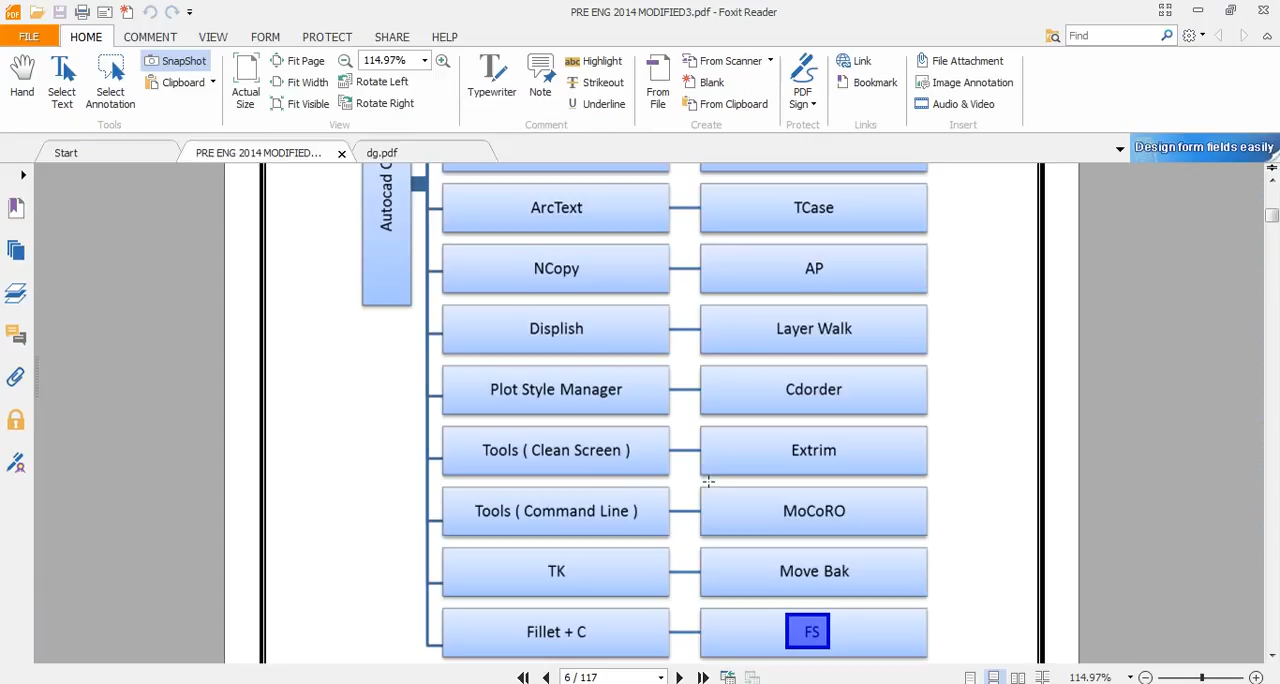 PRE ENG 2014 MODIFIED3.pdf - Foxit Reader
FILE HOME COMMENT VIEW FORM PROTECT SHARE HELP Find
Hand
Select
Text
Select
Annotation
SnapShot
Clipboard
Tools
Actual
Size
Fit Page
Fit Width
Fit Visible
114.97%
Rotate Left
Rotate Right
View
Typewriter
Note
Highlight
Strikeout
Underline
Comment
From
File
From Scanner
Blank
From Clipboard
Create
PDF
Sign
Protect
Link
Bookmark
Links
File Attachment
Image Annotation
Audio & Video
Insert
Start PRE ENG 2014 MODIFIED... dg.pdf Design form fields easily
ArcText TCase
NCopy AP
Displish Layer Walk
Plot Style Manager Cdorder
Tools ( Clean Screen ) Extrim
Tools ( Command Line ) MoCoRO
TK Move Bak
Fillet + C FS
Autocad
6 / 117 114.97%